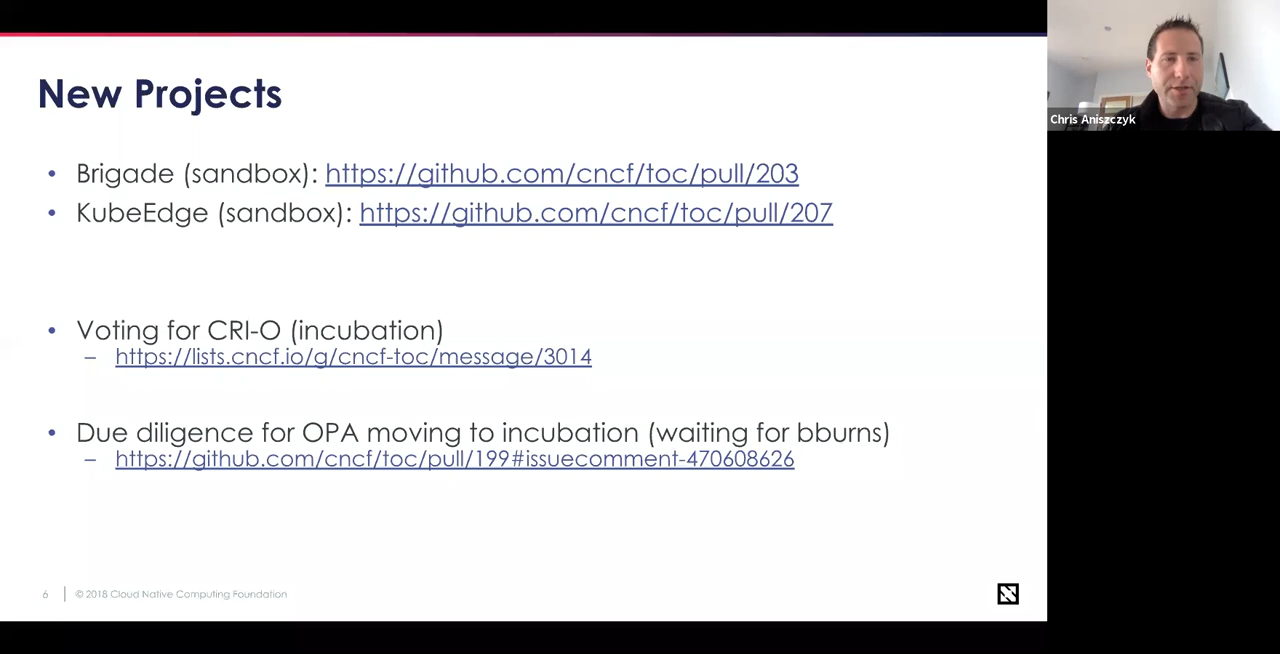 New Projects
• Brigade (sandbox): https://github.com/cncf/toc/pull/203
• KubeEdge (sandbox): https://github.com/cncf/toc/pull/207
• Voting for CRI-O (incubation)
– https://lists.cncf.io/g/cncf-toc/message/3014
• Due diligence for OPA moving to incubation (waiting for bburns)
– https://github.com/cncf/toc/pull/199#issuecomment-470608626
6 | © 2018 Cloud Native Computing Foundation
Chris Aniszczyk